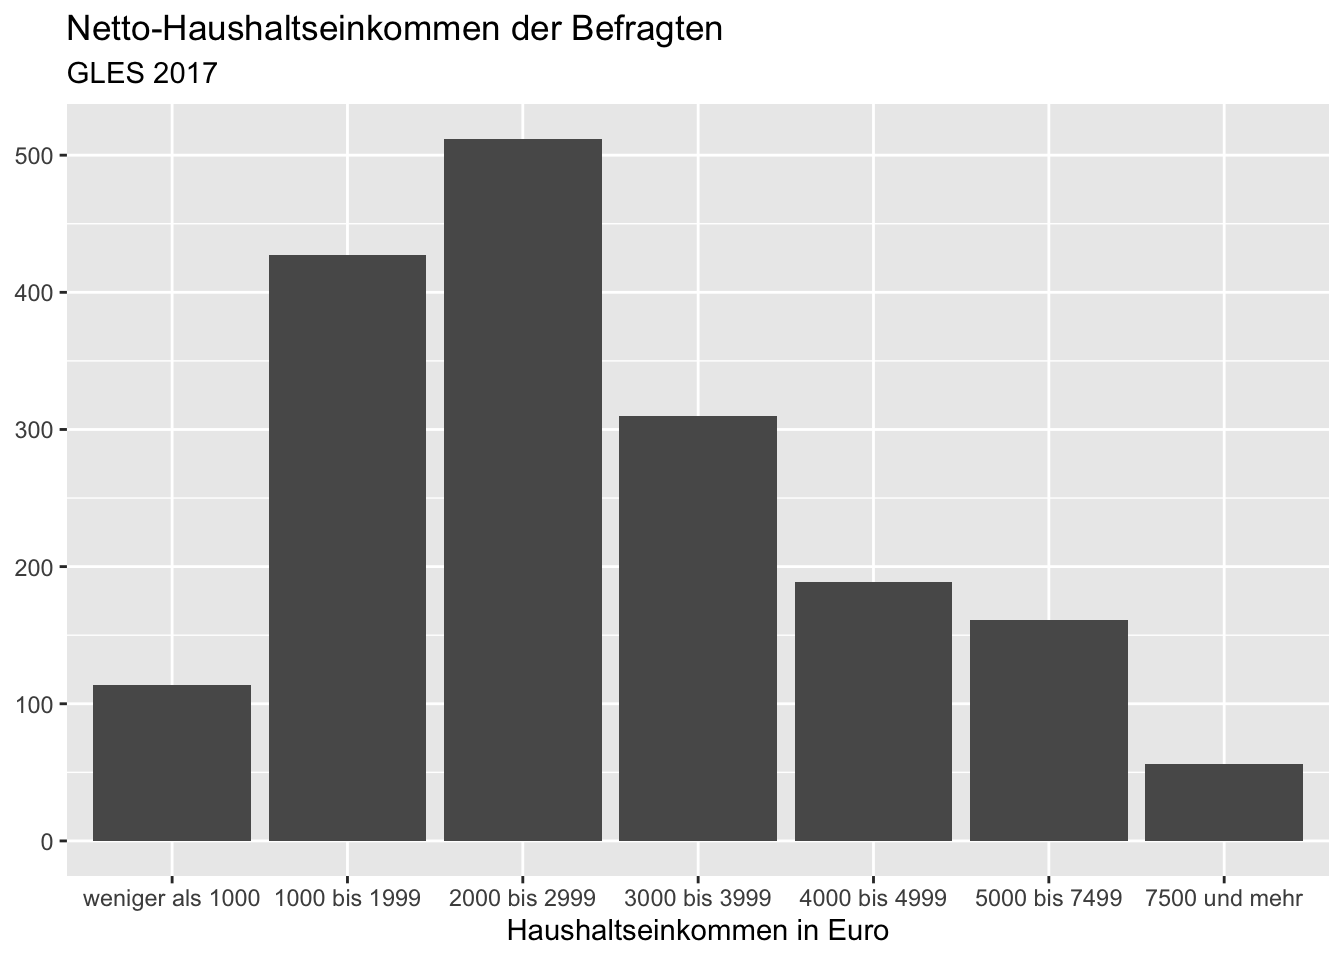 Netto-Haushaltseinkommen der Befragten
GLES 2017
500
400
300
200
100
0
weniger als 1000 1000 bis 1999 2000 bis 2999 3000 bis 3999 4000 bis 4999 5000 bis 7499 7500 und mehr
Haushaltseinkommen in Euro